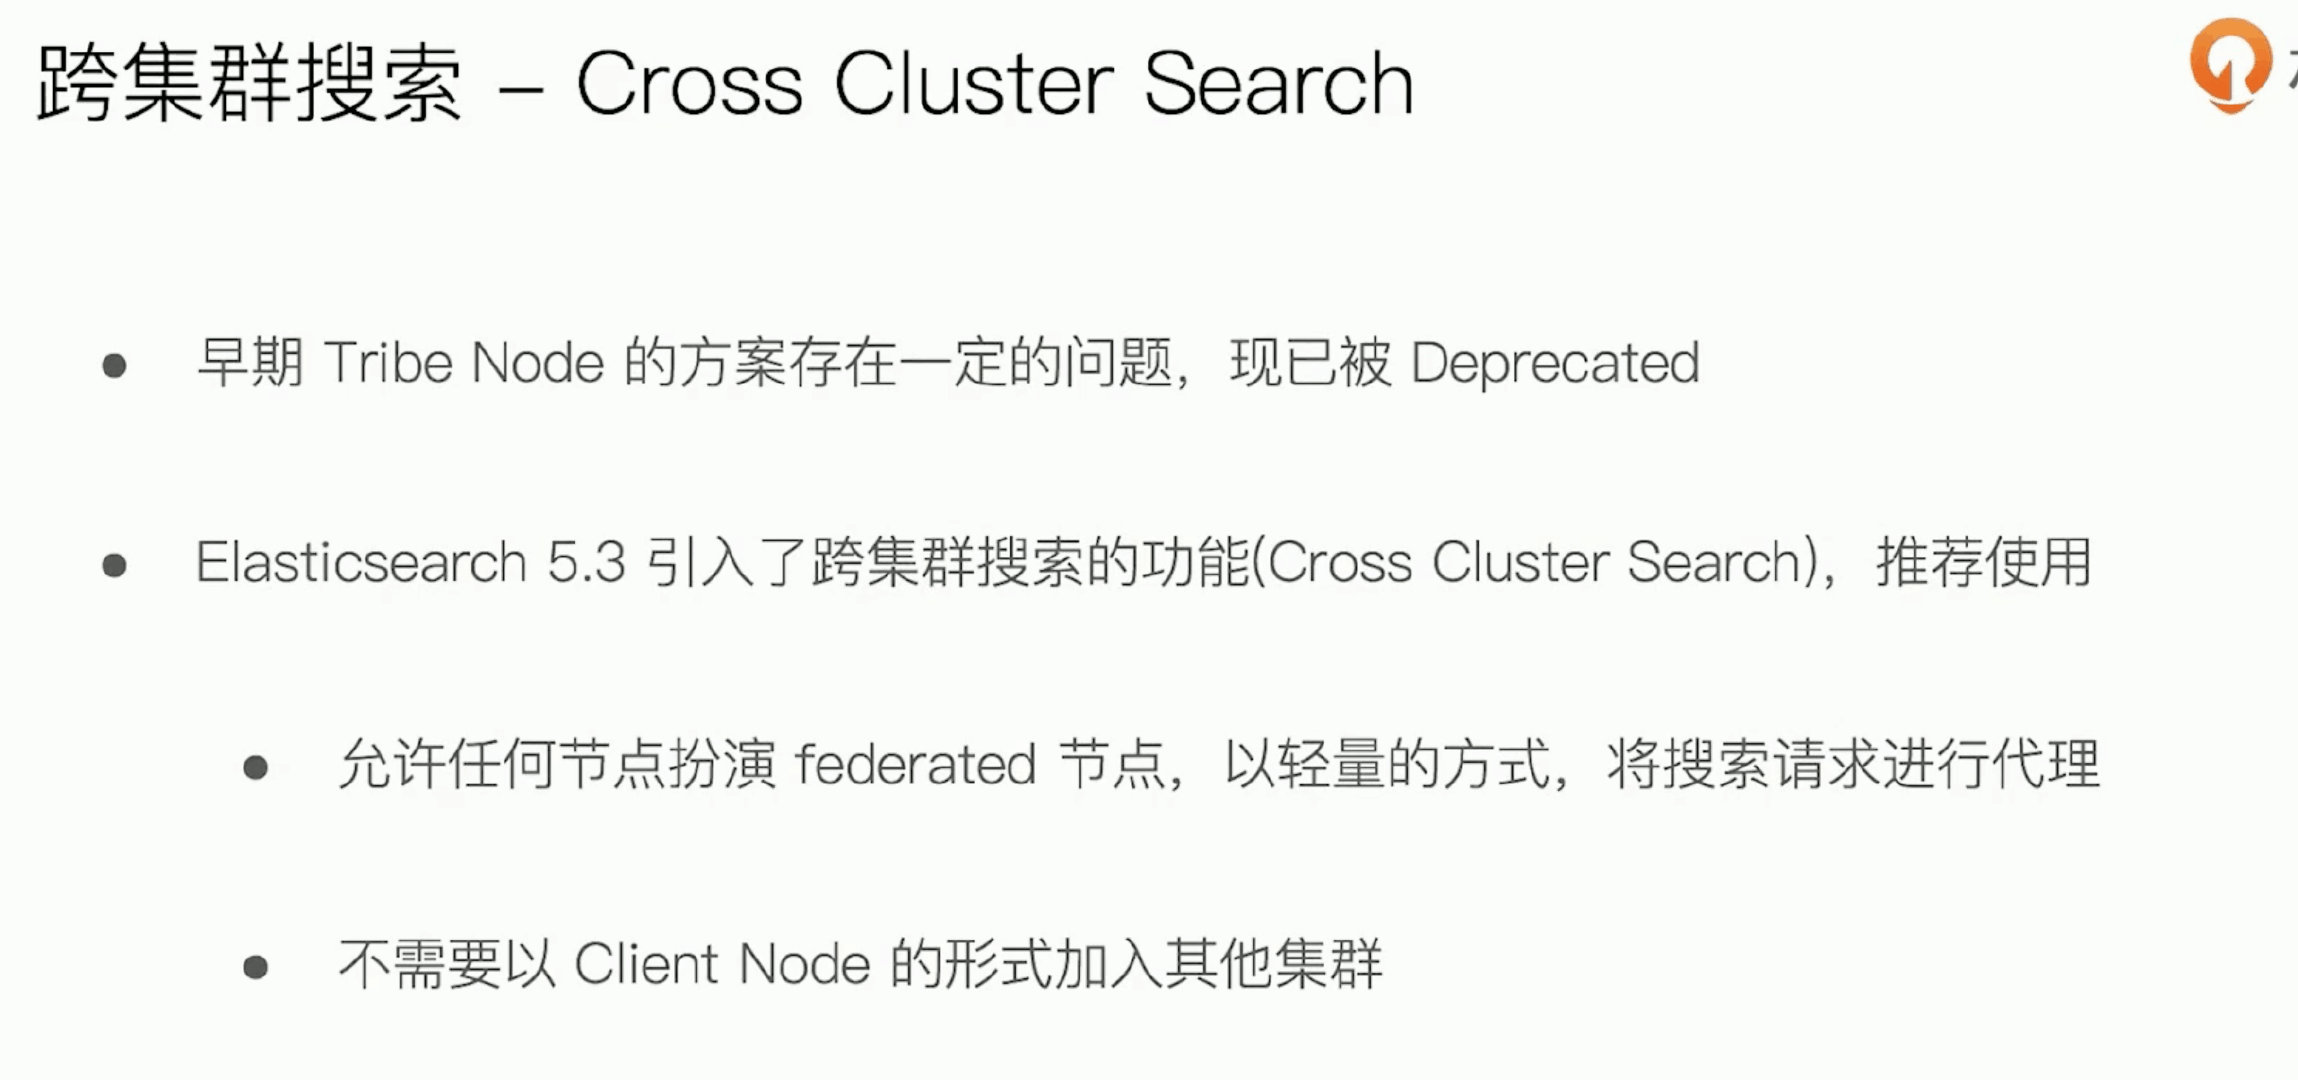 跨集群搜索 – Cross Cluster Search
早期 Tribe Node 的方案存在一定的问题，现已被 Deprecated
Elasticsearch 5.3 引入了跨集群搜索的功能(Cross Cluster Search)，推荐使用
允许任何节点扮演 federated 节点，以轻量的方式，将搜索请求进行代理
不需要以 Client Node 的形式加入其他集群